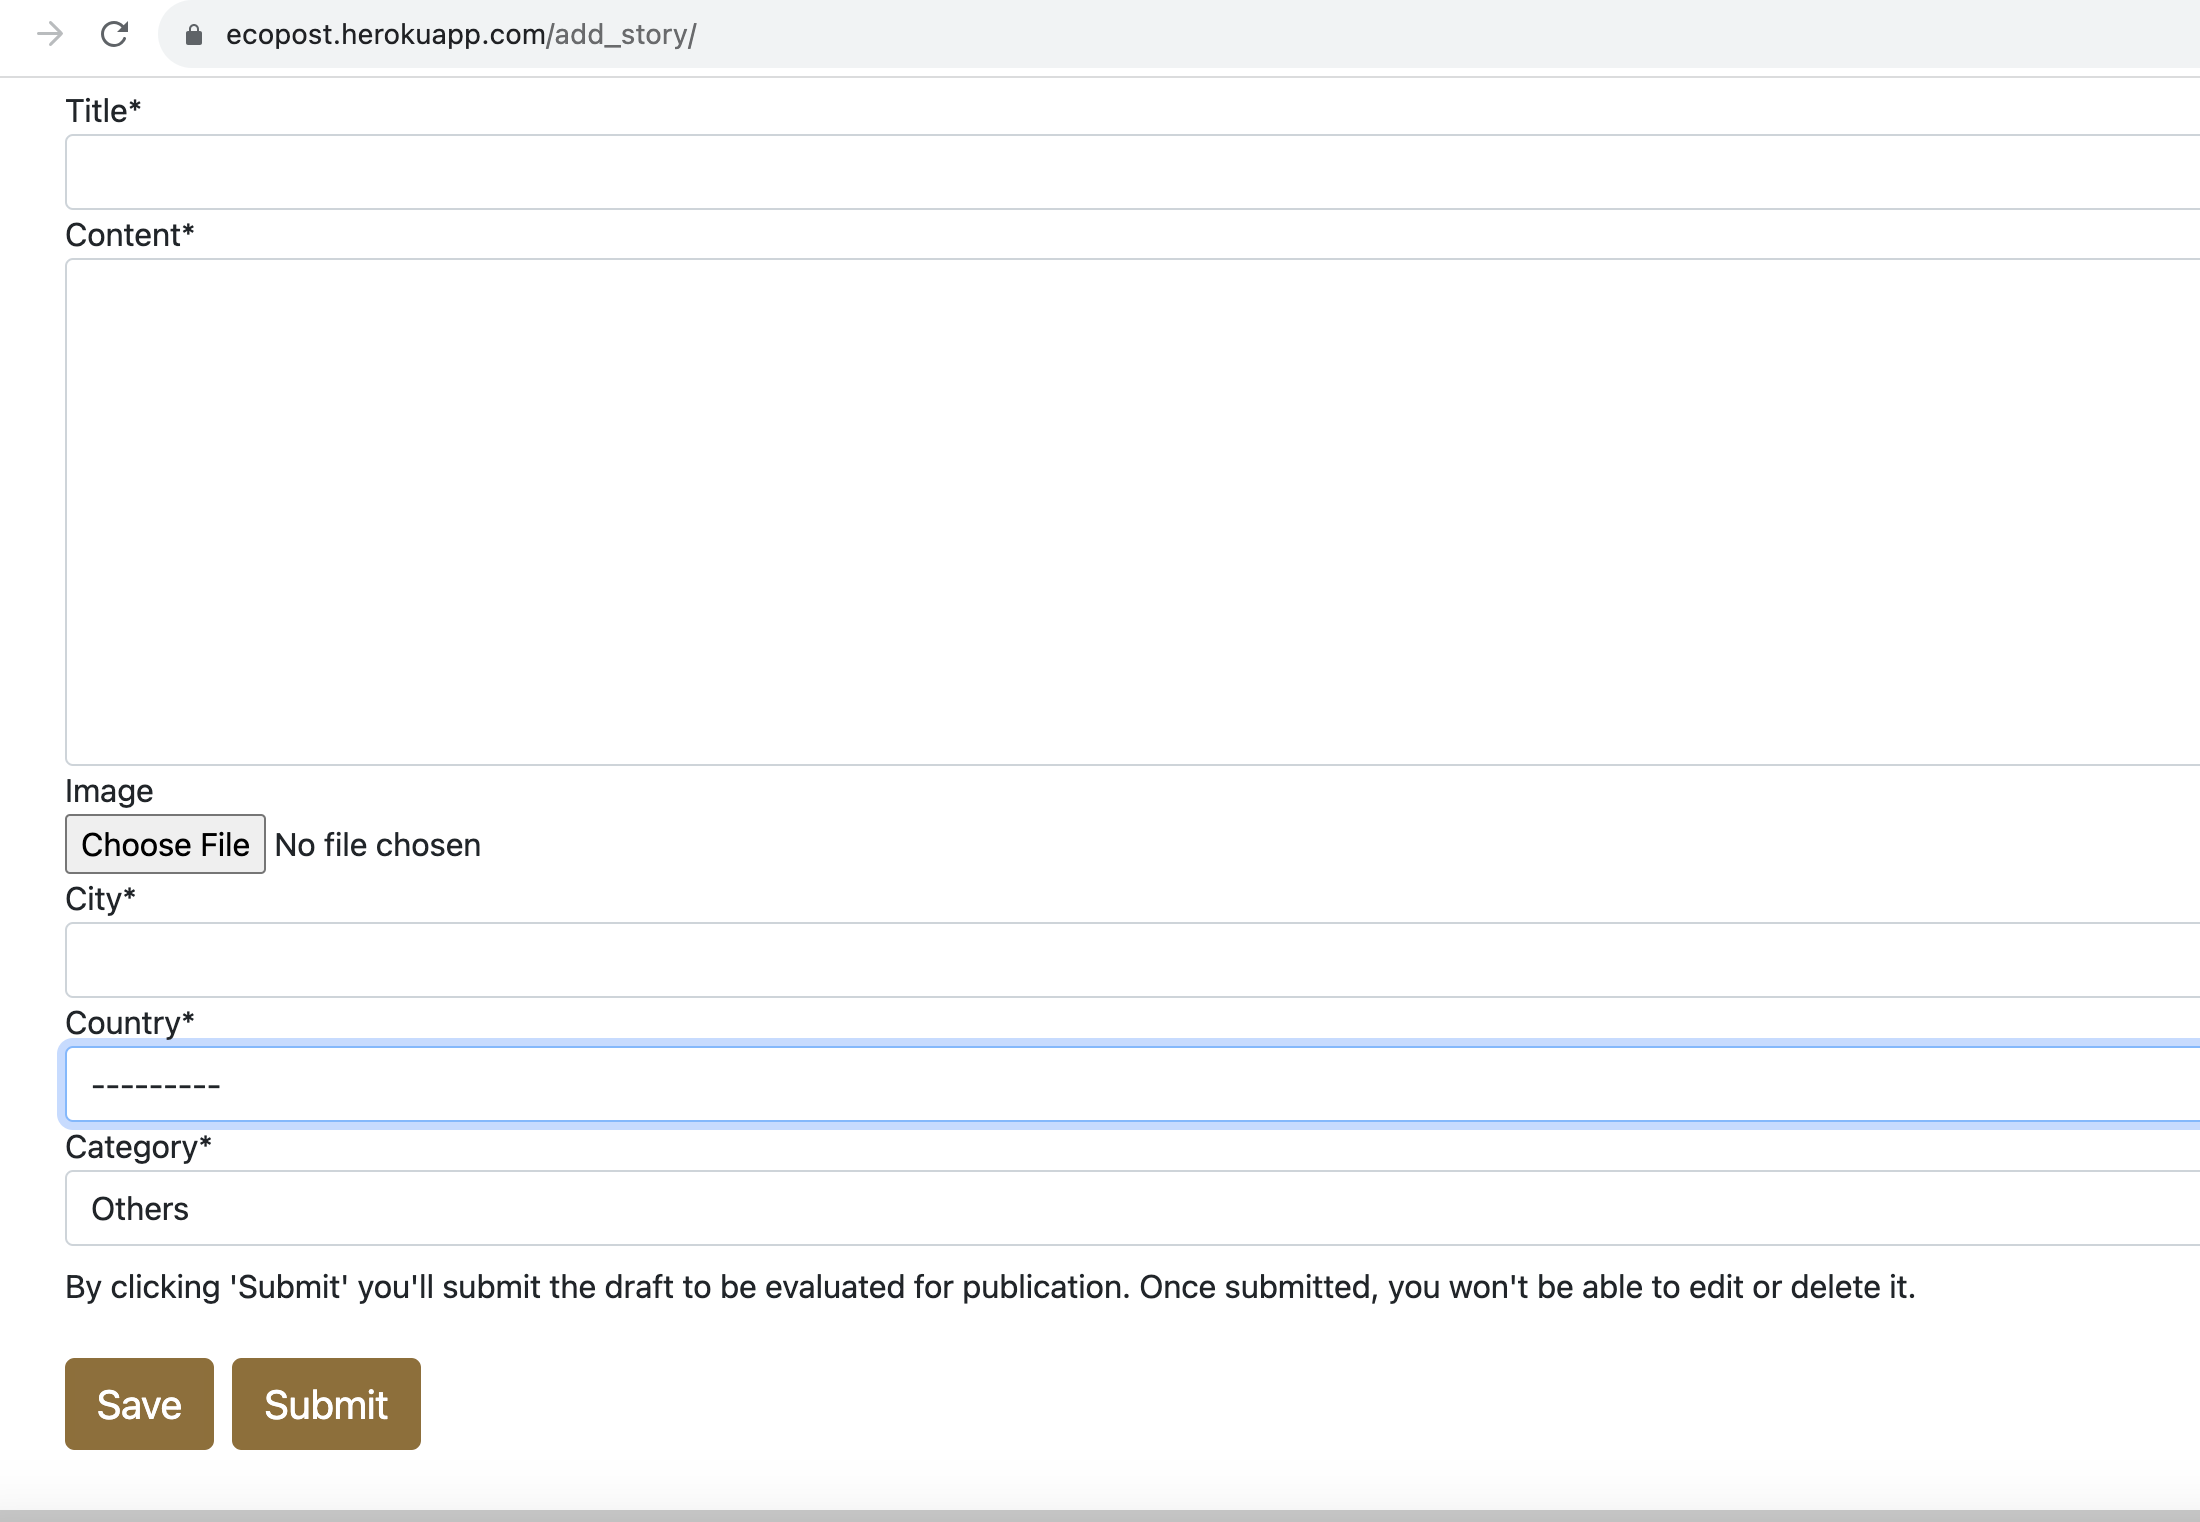 ecopost.herokuapp.com/add_story/
Title*
Content*
Image
Choose File No file chosen
City*
Country*
---------
Category*
Others
By clicking 'Submit' you'll submit the draft to be evaluated for publication. Once submitted, you won't be able to edit or delete it.
Save Submit